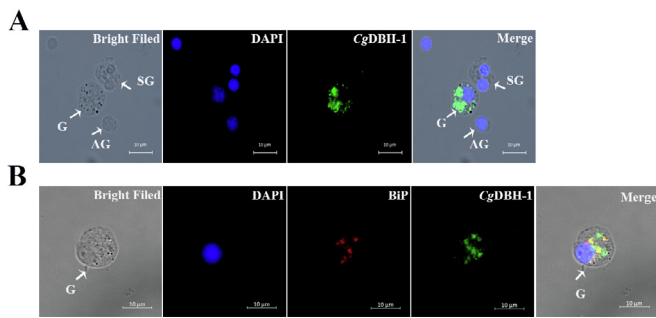 A
Bright Filed
DAPI
CgDBH-1
Merge
SG
G
AG
10 μm
10 μm
10 μm
10 μm
SG
G
AG
B
Bright Filed
DAPI
BiP
CgDBH-1
Merge
G
10 μm
10 μm
10 μm
10 μm
10 μm
G